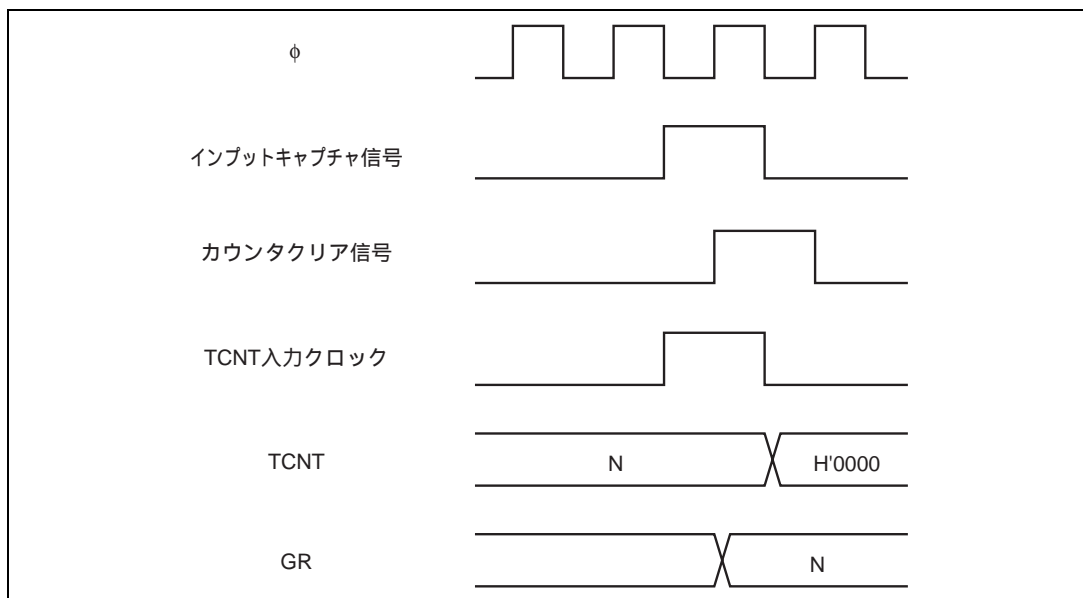 φ
インプットキャプチャ信号
カウンタクリア信号
TCNT入力クロック
TCNT N H'0000
GR N